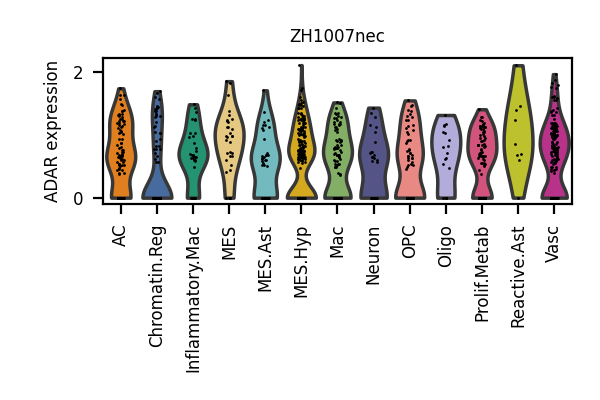 ZH1007nec
ADAR expression
2
0
AC
Chromatin.Reg
Inflammatory.Mac
MES
MES.Ast
MES.Hyp
Mac
Neuron
OPC
Oligo
Prolif.Metab
Reactive.Ast
Vasc